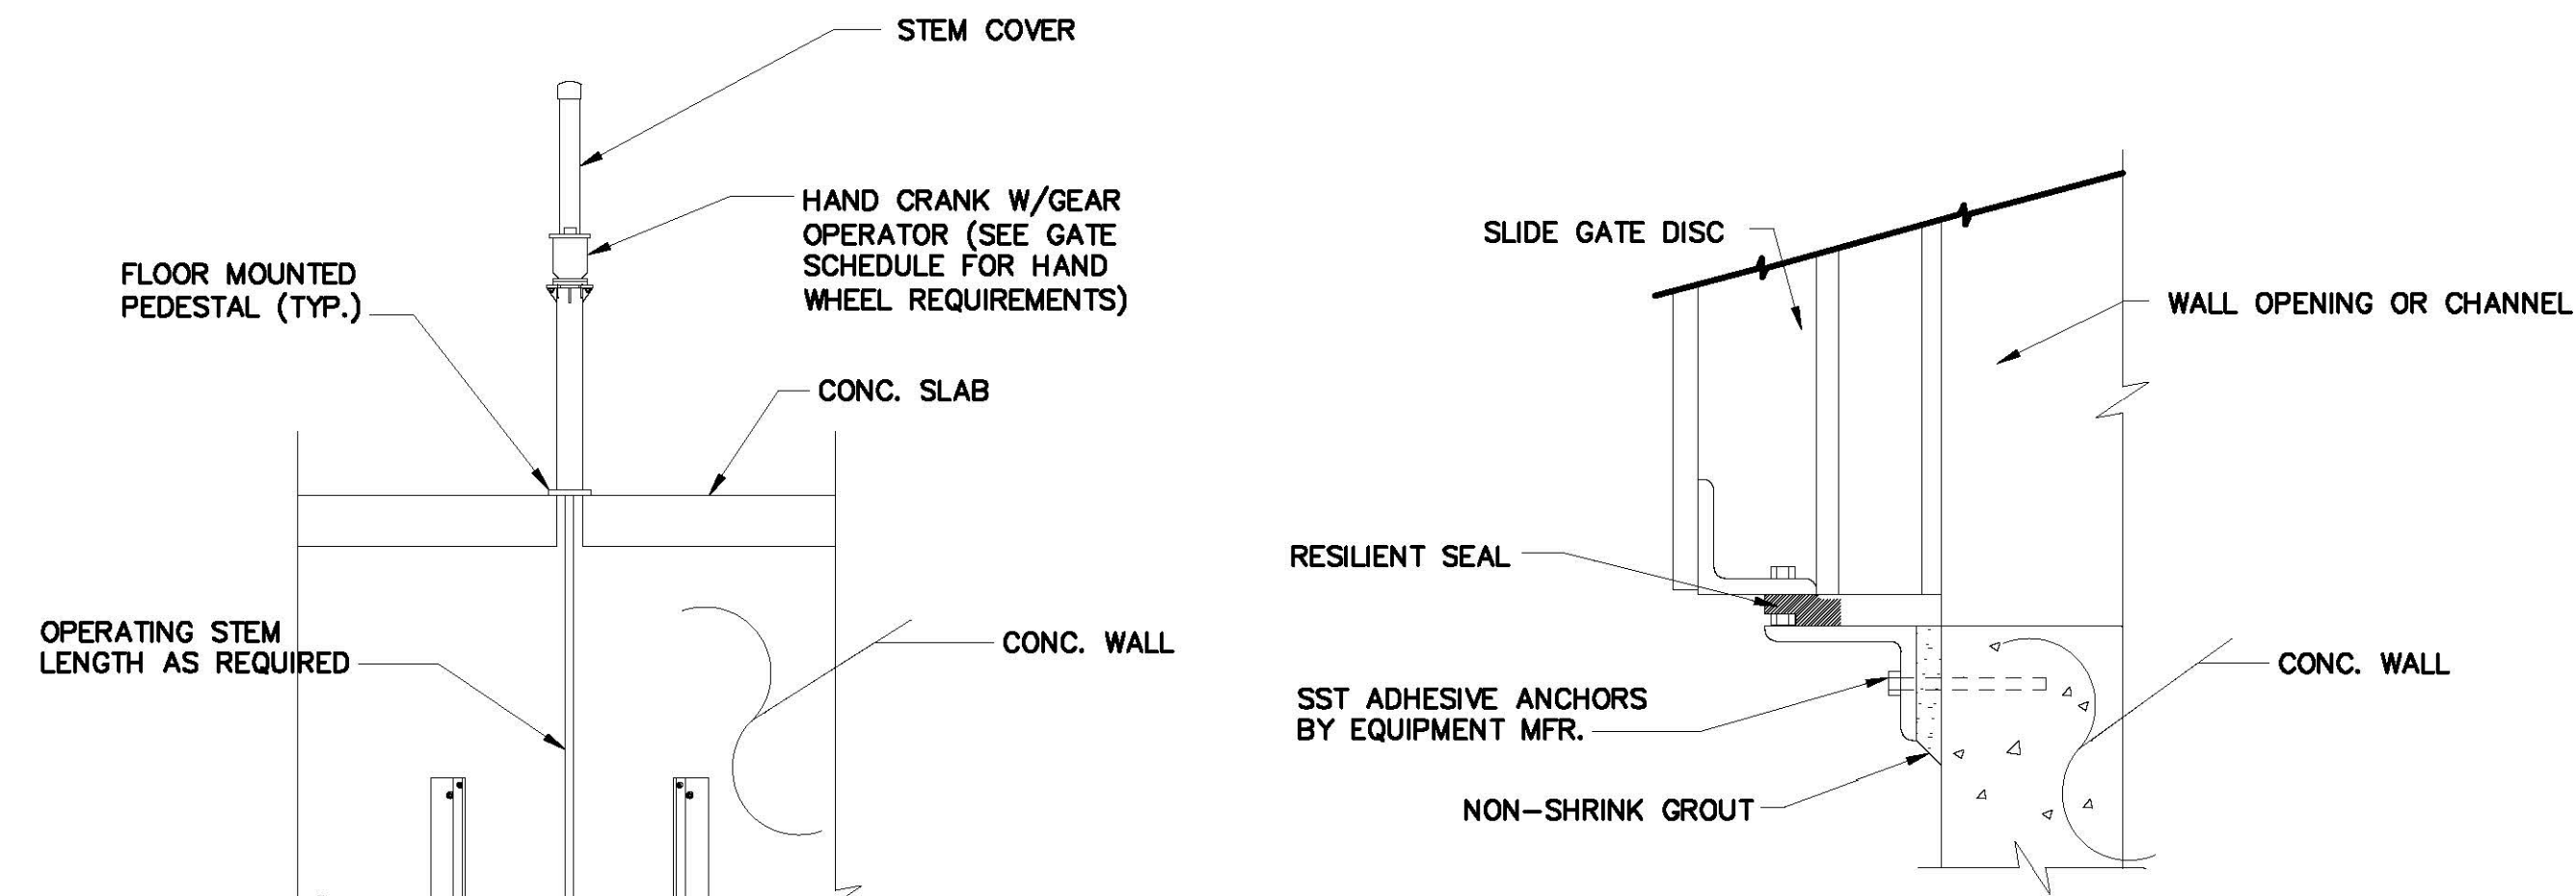 STEM COVER
HAND CRANK W/GEAR
OPERATOR (SEE GATE
SCHEDULE FOR HAND
WHEEL REQUIREMENTS)
FLOOR MOUNTED
PEDESTAL (TYP.)
CONC. SLAB
OPERATING STEM
LENGTH AS REQUIRED
CONC. WALL
SLIDE GATE DISC
WALL OPENING OR CHANNEL
RESILIENT SEAL
CONC. WALL
SST ADHESIVE ANCHORS
BY EQUIPMENT MFR.
NON-SHRINK GROUT